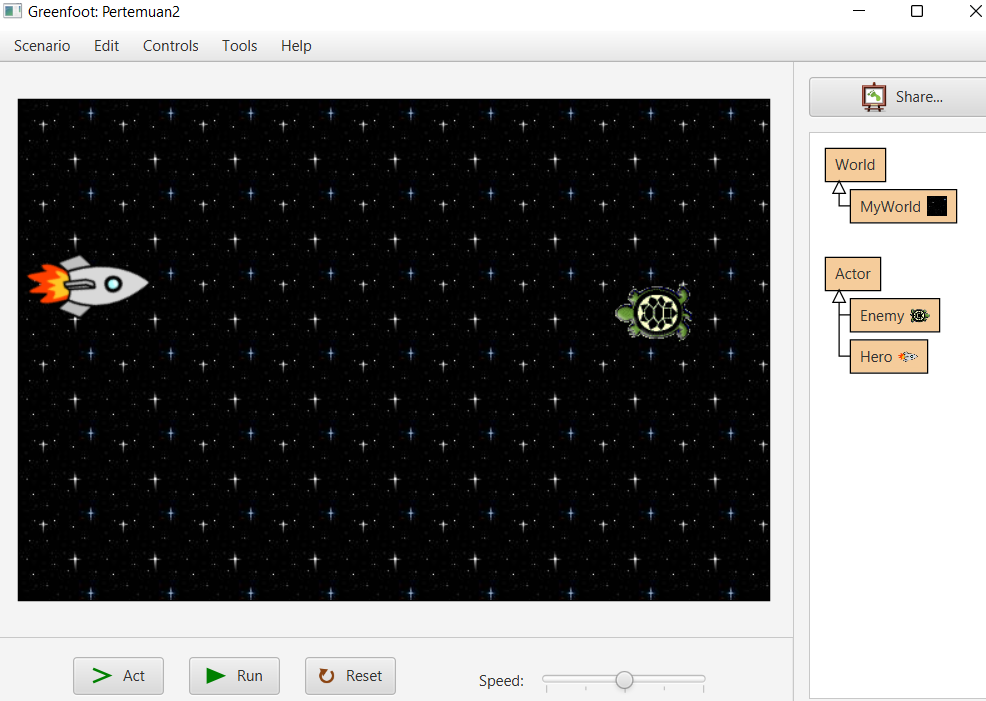 Greenfoot: Pertemuan2
Scenario Edit Controls Tools Help
Share...
World
MyWorld
Actor
Enemy
Hero
Act Run Reset Speed: